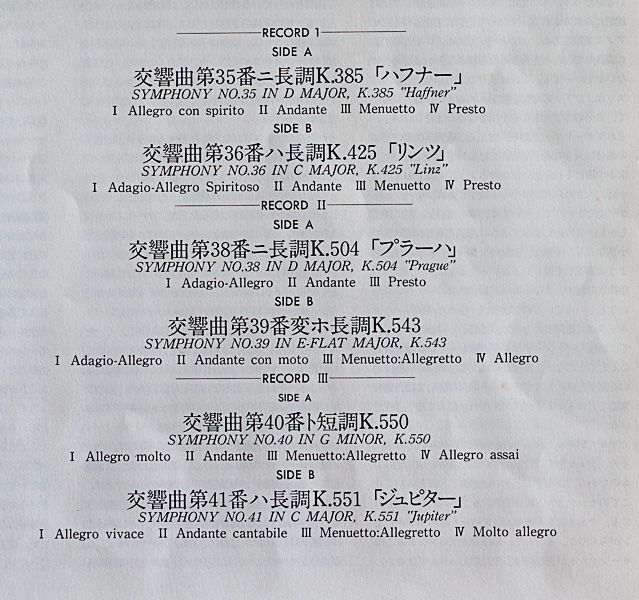 RECORD 1
SIDE A
交響曲第35番ニ長調K.385「ハフナー」
SYMPHONY NO.35 IN D MAJOR, K.385 "Haffner"
Ⅰ Allegro con spirito Ⅱ Andante Ⅲ Menuetto Ⅳ Presto
SIDE B
交響曲第36番ハ長調K.425「リンツ」
SYMPHONY NO.36 IN C MAJOR, K.425 "Linz"
Ⅰ Adagio-Allegro Spiritoso Ⅱ Andante Ⅲ Menuetto Ⅳ Presto
RECORD Ⅱ
SIDE A
交響曲第38番ニ長調K.504「プラーハ」
SYMPHONY NO.38 IN D MAJOR, K.504 "Prague"
Ⅰ Adagio-Allegro Ⅱ Andante Ⅲ Presto
SIDE B
交響曲第39番変ホ長調K.543
SYMPHONY NO.39 IN E-FLAT MAJOR, K.543
Ⅰ Adagio-Allegro Ⅱ Andante con moto Ⅲ Menuetto:Allegretto Ⅳ Allegro
RECORD Ⅲ
SIDE A
交響曲第40番ト短調K.550
SYMPHONY NO.40 IN G MINOR, K.550
Ⅰ Allegro molto Ⅱ Andante Ⅲ Menuetto:Allegretto Ⅳ Allegro assai
SIDE B
交響曲第41番ハ長調K.551「ジュピター」
SYMPHONY NO.41 IN C MAJOR, K.551 "Jupiter"
Ⅰ Allegro vivace Ⅱ Andante cantabile Ⅲ Menuetto:Allegretto Ⅳ Molto allegro